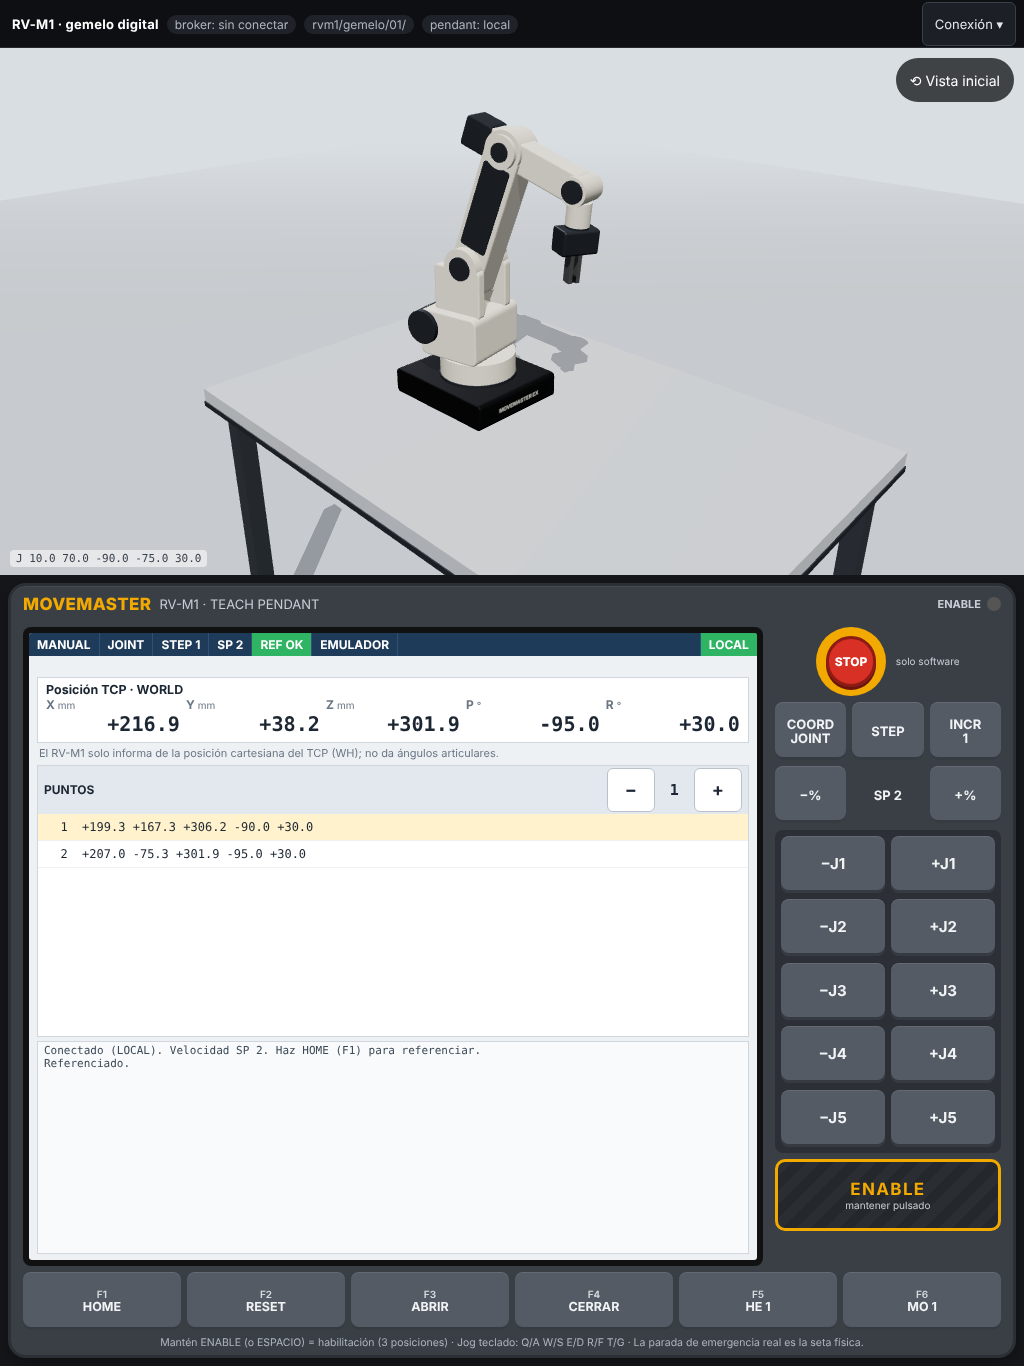 RV-M1 · gemelo digital
broker: sin conectar
rvm1/gemelo/01/
pendant: local
Conexión ▾
⟲ Vista inicial
MOVEMASTER EX
J 10.0 70.0 -90.0 -75.0 30.0
MOVEMASTER RV-M1 · TEACH PENDANT
ENABLE
MANUAL JOINT STEP 1 SP 2 REF OK EMULADOR LOCAL
Posición TCP · WORLD
X mm Y mm Z mm P ° R °
+216.9 +38.2 +301.9 -95.0 +30.0
El RV-M1 solo informa de la posición cartesiana del TCP (WH); no da ángulos articulares.
PUNTOS − 1 +
1 +199.3 +167.3 +306.2 -90.0 +30.0
2 +207.0 -75.3 +301.9 -95.0 +30.0
Conectado (LOCAL). Velocidad SP 2. Haz HOME (F1) para referenciar.
Referenciado.
STOP
solo software
COORD
JOINT
STEP
INCR
1
−%
SP 2
+%
−J1 +J1
−J2 +J2
−J3 +J3
−J4 +J4
−J5 +J5
ENABLE
mantener pulsado
F1
HOME
F2
RESET
F3
ABRIR
F4
CERRAR
F5
HE 1
F6
MO 1
Mantén ENABLE (o ESPACIO) = habilitación (3 posiciones) · Jog teclado: Q/A W/S E/D R/F T/G · La parada de emergencia real es la seta física.